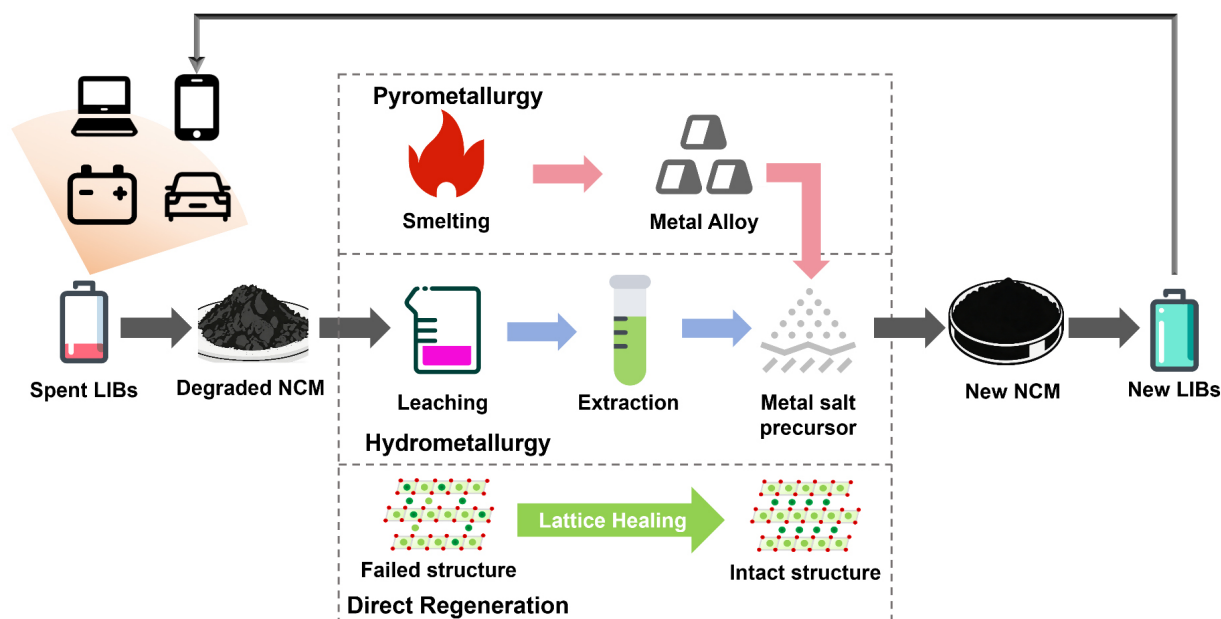 Pyrometallurgy
Smelting
Metal Alloy
Spent LIBs
Degraded NCM
Leaching
Extraction
Metal salt
precursor
New NCM
New LIBs
Hydrometallurgy
Lattice Healing
Failed structure
Intact structure
Direct Regeneration